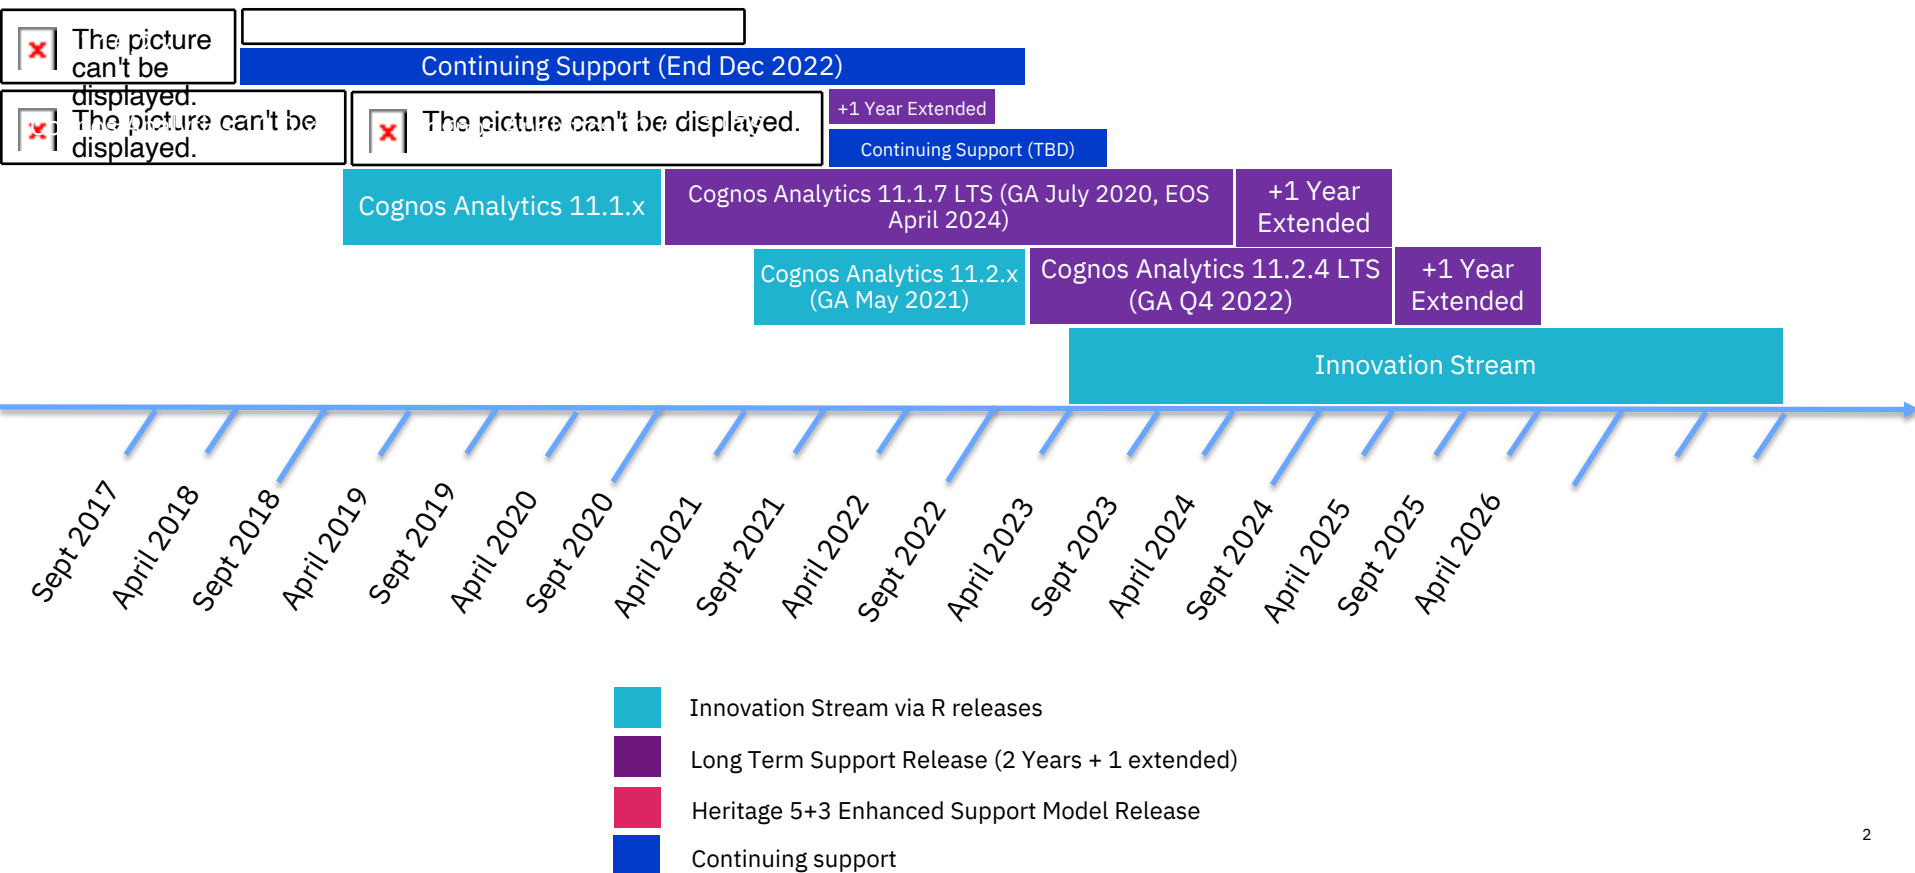 The picture
can't be
displayed.
Continuing Support (End Dec 2022)
The picture can't be
displayed.
The picture can't be displayed.
+1 Year Extended
Continuing Support (TBD)
Cognos Analytics 11.1.x
Cognos Analytics 11.1.7 LTS (GA July 2020, EOS
April 2024)
+1 Year
Extended
Cognos Analytics 11.2.x
(GA May 2021)
Cognos Analytics 11.2.4 LTS
(GA Q4 2022)
+1 Year
Extended
Innovation Stream
Sept 2017
April 2018
Sept 2018
April 2019
Sept 2019
April 2020
Sept 2020
April 2021
Sept 2021
April 2022
Sept 2022
April 2023
Sept 2023
April 2024
Sept 2024
April 2025
Sept 2025
April 2026
Innovation Stream via R releases
Long Term Support Release (2 Years + 1 extended)
Heritage 5+3 Enhanced Support Model Release
Continuing support
2